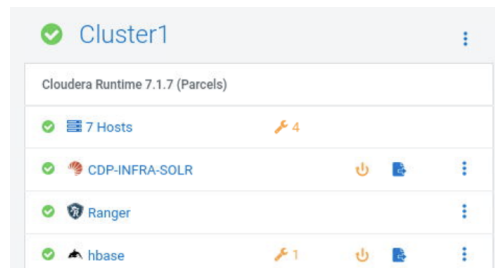 Cluster1
Cloudera Runtime 7.1.7 (Parcels)
7 Hosts 4
CDP-INFRA-SOLR
Ranger
hbase 1